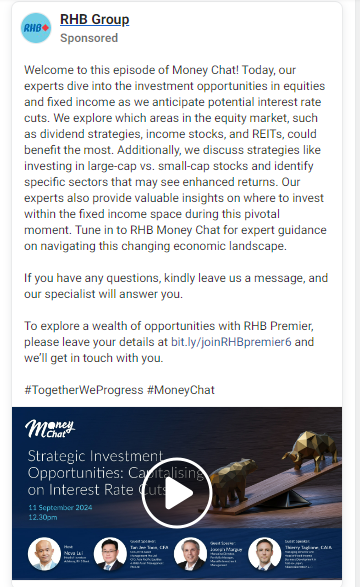 RHB
RHB Group
Sponsored
Welcome to this episode of Money Chat! Today, our
experts dive into the investment opportunities in equities
and fixed income as we anticipate potential interest rate
cuts. We explore which areas in the equity market, such
as dividend strategies, income stocks, and REITs, could
benefit the most. Additionally, we discuss strategies like
investing in large-cap vs. small-cap stocks and identify
specific sectors that may see enhanced returns. Our
experts also provide valuable insights on where to invest
within the fixed income space during this pivotal
moment. Tune in to RHB Money Chat for expert guidance
on navigating this changing economic landscape.
If you have any questions, kindly leave us a message, and
our specialist will answer you.
To explore a wealth of opportunities with RHB Premier,
please leave your details at bit.ly/joinRHBpremier6 and
we'll get in touch with you.
#TogetherWeProgress #MoneyChat
Money
Chat
Strategic Investment
Opportunities: Capitalising
on Interest Rate Cuts
11 September 2024
12.30pm
Host
Guest Speaker:
Tan Jee Toon, CFA
Guest Speaker:
Joseph Magpay
Guest Speaker:
Thierry Taglione, CAIA